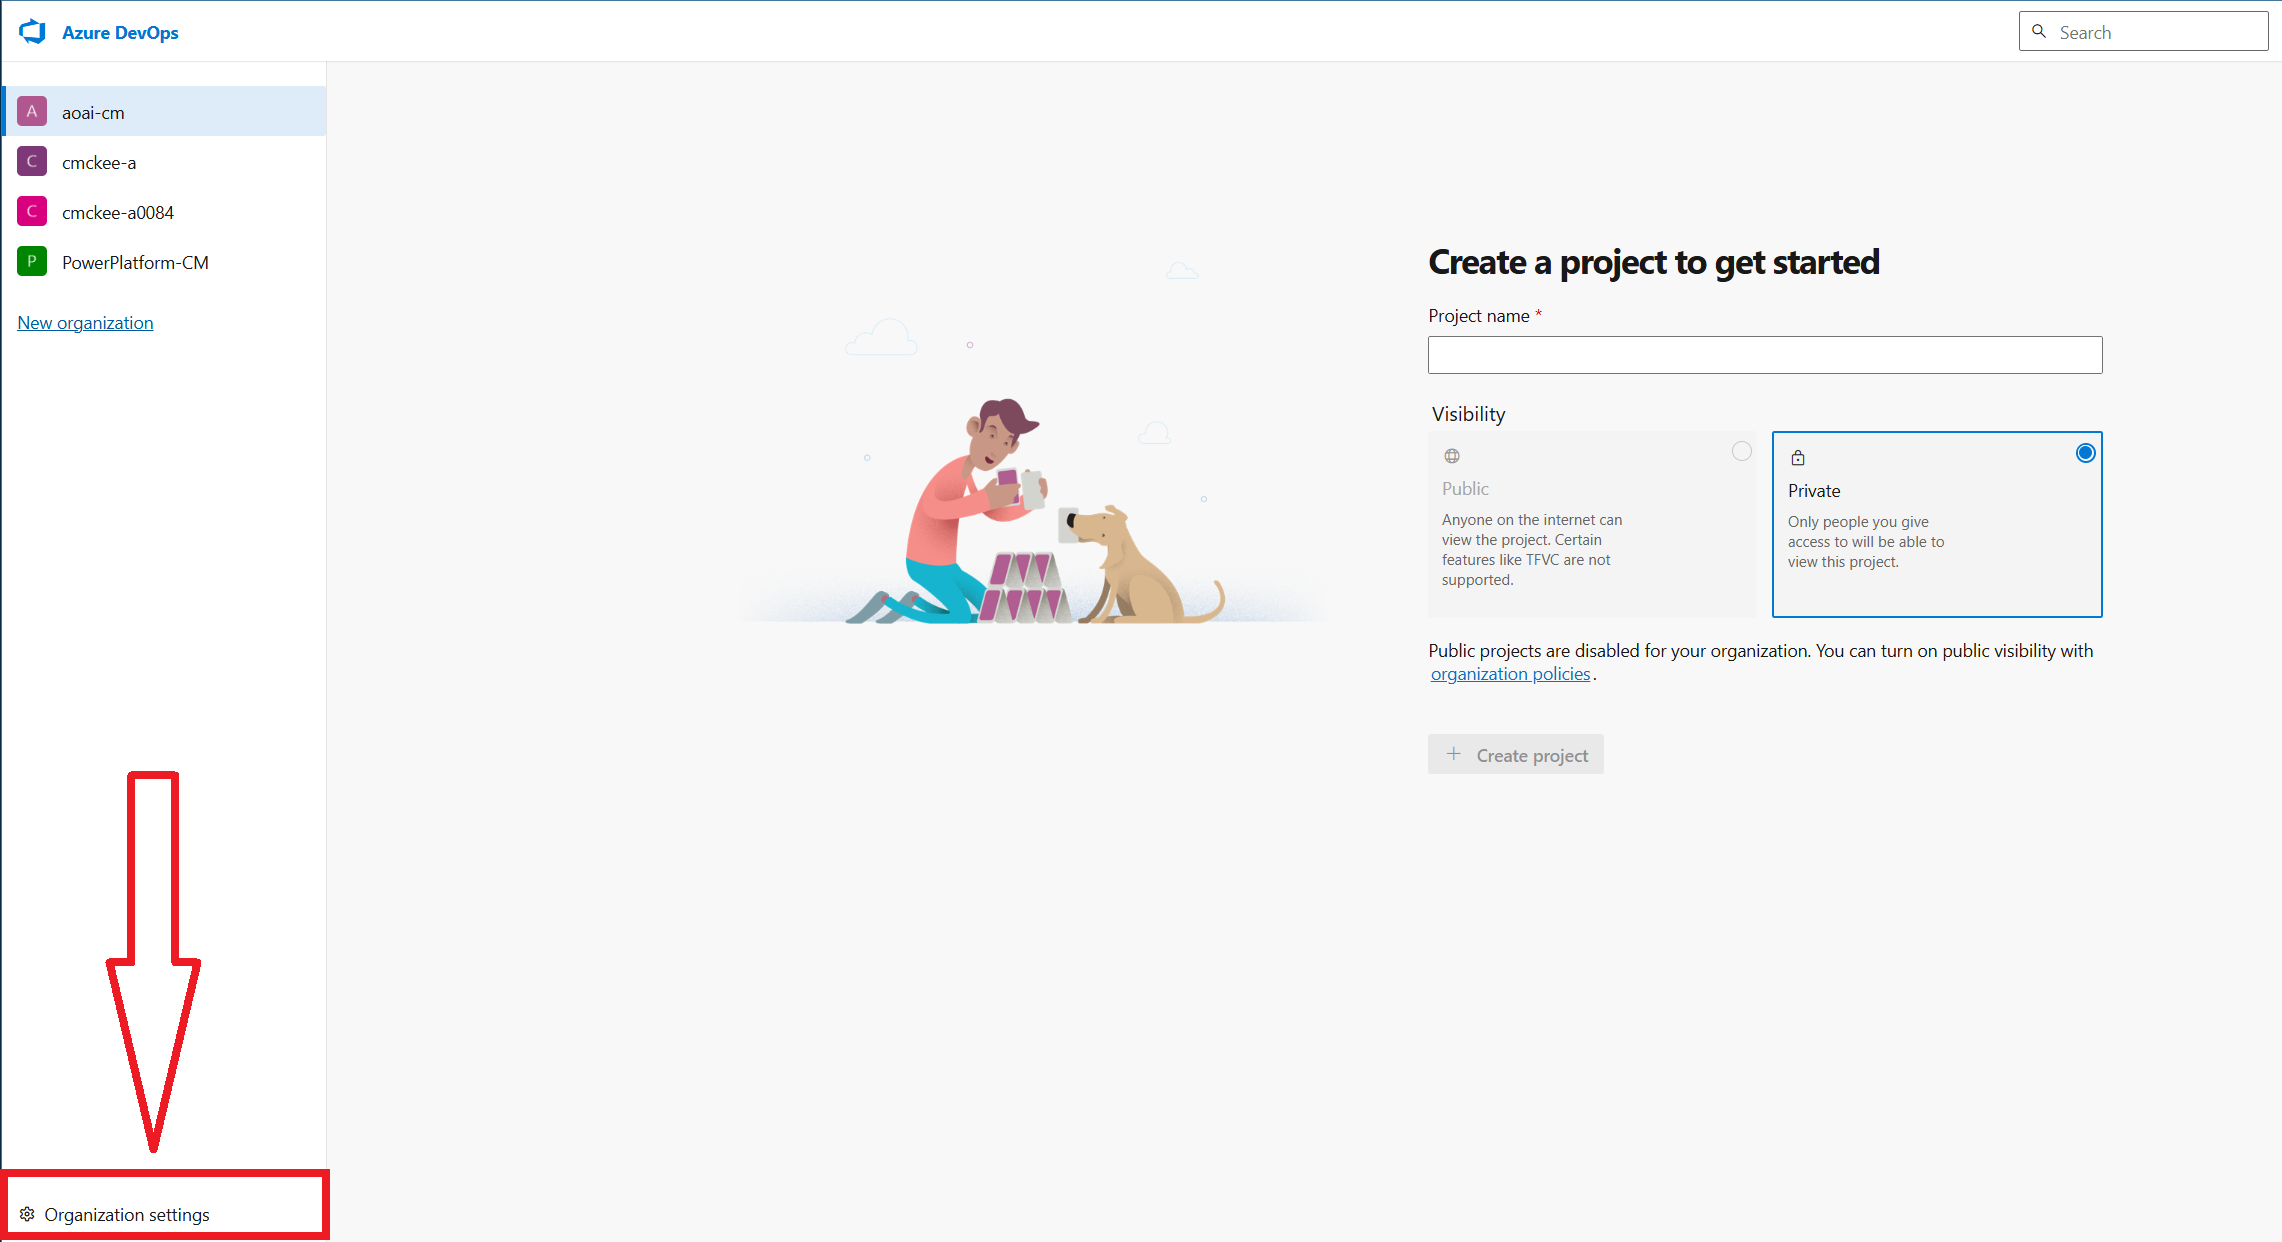 Azure DevOps
Search
A aoai-cm
C cmckee-a
C cmckee-a0084
P PowerPlatform-CM
New organization
Create a project to get started
Project name *
Visibility
Public
Anyone on the internet can
view the project. Certain
features like TFVC are not
supported.
Private
Only people you give
access to will be able to
view this project.
Public projects are disabled for your organization. You can turn on public visibility with
organization policies.
+ Create project
Organization settings